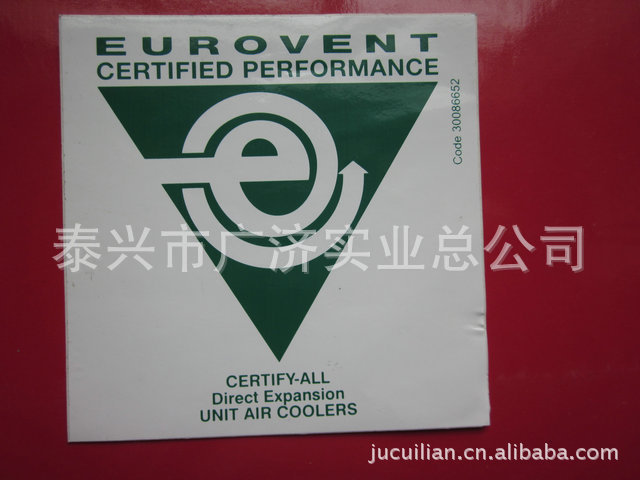 EUROVENT
CERTIFIED PERFORMANCE
Code 30086652
e
泰兴市广济实业总公司
CERTIFY-ALL
Direct Expansion
UNIT AIR COOLERS
jucuilian.cn.alibaba.com